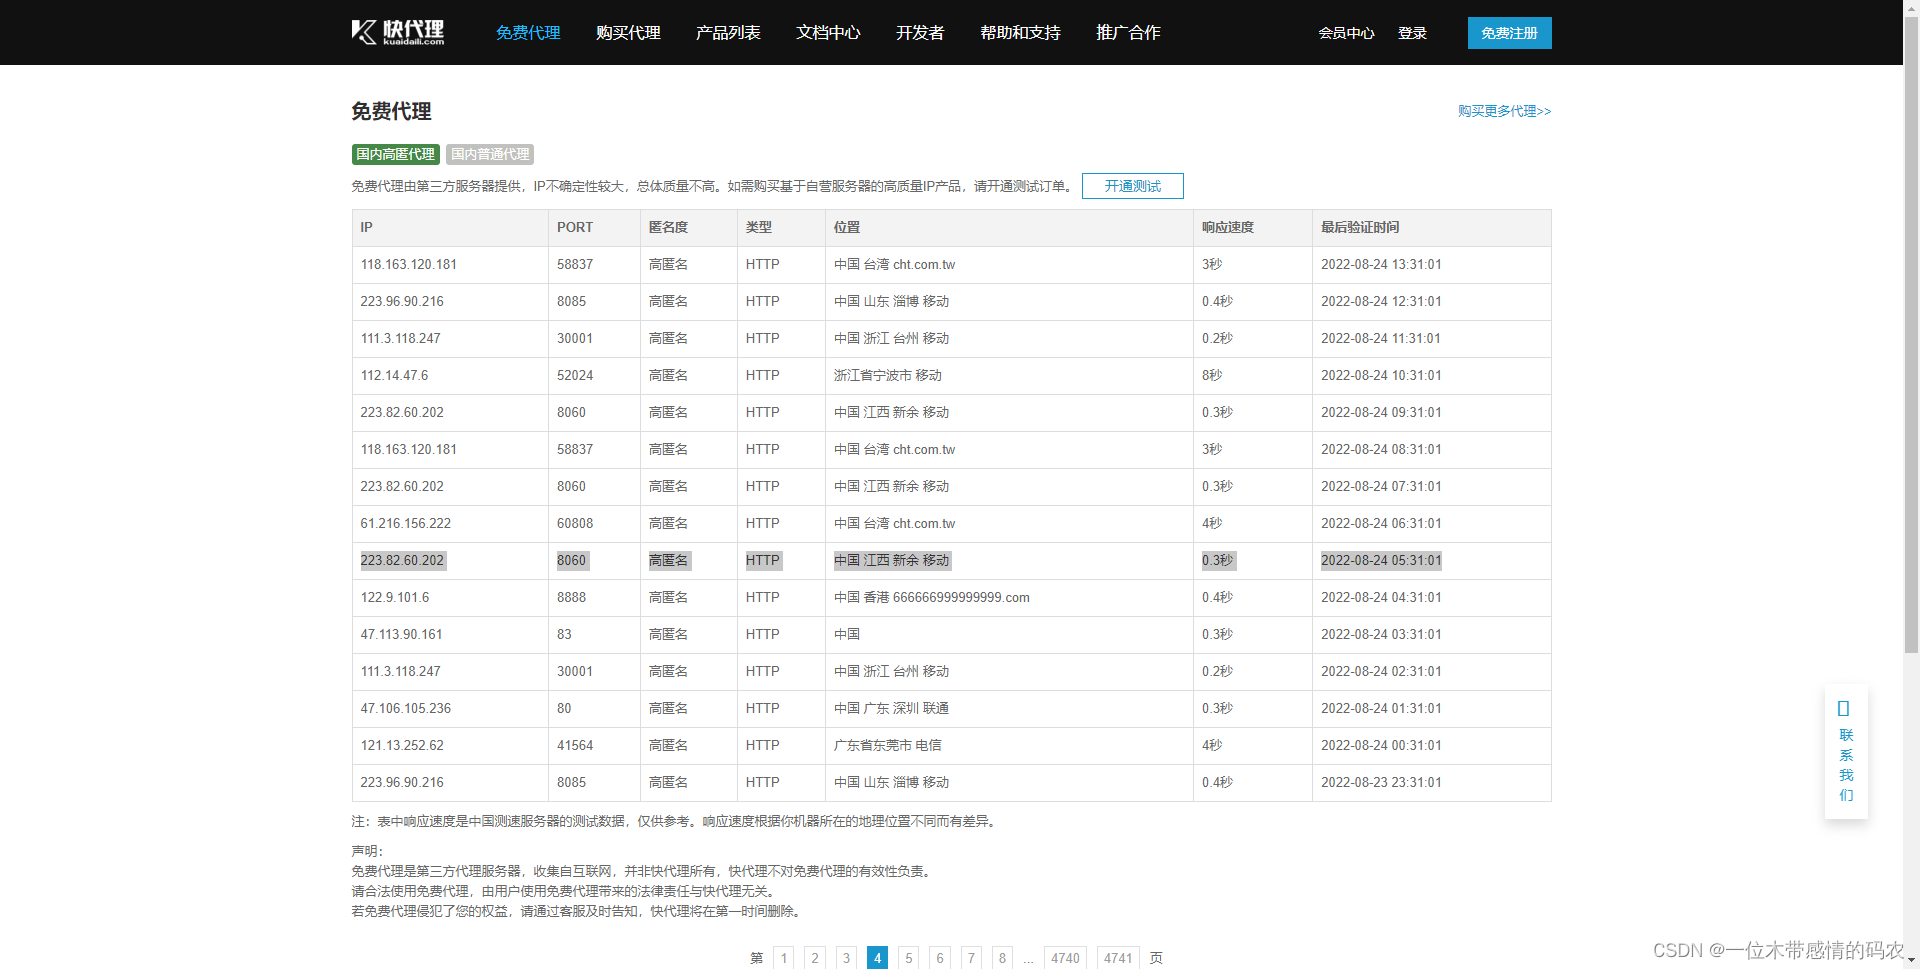 快代理 免费代理 购买代理 产品列表 文档中心 开发者 帮助和支持 推广合作 会员中心 登录 免费注册
kuaidaili.com
免费代理 购买更多代理>>
国内高匿代理 国内普通代理
免费代理由第三方服务器提供，IP不确定性较大，总体质量不高。如需购买基于自营服务器的高质量IP产品，请开通测试订单。 开通测试
IP PORT 匿名度 类型 位置 响应速度 最后验证时间
118.163.120.181 58837 高匿名 HTTP 中国 台湾 cht.com.tw 3秒 2022-08-24 13:31:01
223.96.90.216 8085 高匿名 HTTP 中国 山东 淄博 移动 0.4秒 2022-08-24 12:31:01
111.3.118.247 30001 高匿名 HTTP 中国 浙江 台州 移动 0.2秒 2022-08-24 11:31:01
112.14.47.6 52024 高匿名 HTTP 浙江省宁波市 移动 8秒 2022-08-24 10:31:01
223.82.60.202 8060 高匿名 HTTP 中国 江西 新余 移动 0.3秒 2022-08-24 09:31:01
118.163.120.181 58837 高匿名 HTTP 中国 台湾 cht.com.tw 3秒 2022-08-24 08:31:01
223.82.60.202 8060 高匿名 HTTP 中国 江西 新余 移动 0.3秒 2022-08-24 07:31:01
61.216.156.222 60808 高匿名 HTTP 中国 台湾 cht.com.tw 4秒 2022-08-24 06:31:01
223.82.60.202 8060 高匿名 HTTP 中国 江西 新余 移动 0.3秒 2022-08-24 05:31:01
122.9.101.6 8888 高匿名 HTTP 中国 香港 666666999999999.com 0.4秒 2022-08-24 04:31:01
47.113.90.161 83 高匿名 HTTP 中国 0.3秒 2022-08-24 03:31:01
111.3.118.247 30001 高匿名 HTTP 中国 浙江 台州 移动 0.2秒 2022-08-24 02:31:01
47.106.105.236 80 高匿名 HTTP 中国 广东 深圳 联通 0.3秒 2022-08-24 01:31:01
121.13.252.62 41564 高匿名 HTTP 广东省东莞市 电信 4秒 2022-08-24 00:31:01
223.96.90.216 8085 高匿名 HTTP 中国 山东 淄博 移动 0.4秒 2022-08-23 23:31:01
联
系
我
们
注：表中响应速度是中国测速服务器的测试数据，仅供参考。响应速度根据你机器所在的地理位置不同而有差异。
声明：
免费代理是第三方代理服务器，收集自互联网，并非快代理所有，快代理不对免费代理的有效性负责。
请合法使用免费代理，由用户使用免费代理带来的法律责任与快代理无关。
若免费代理侵犯了您的权益，请通过客服及时告知，快代理将在第一时间删除。
第 1 2 3 4 5 6 7 8 ... 4740 4741 页
CSDN @一位木带感情的码农